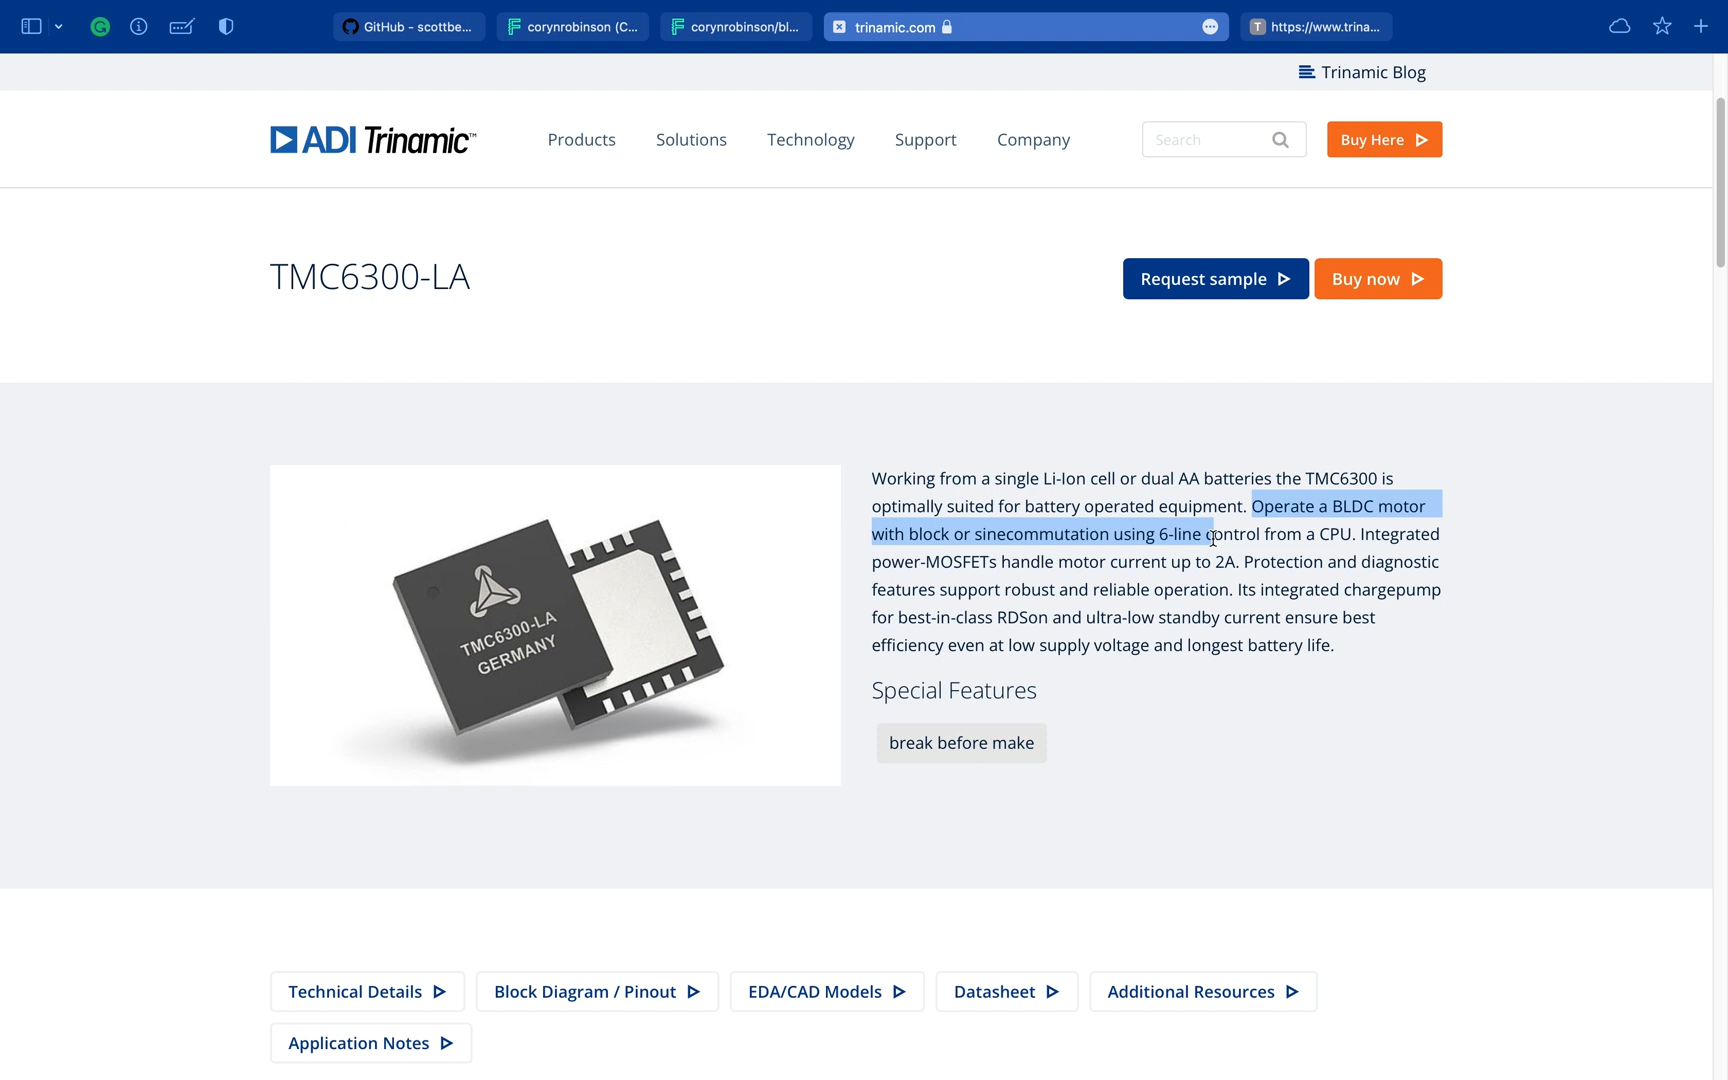 GitHub - scottbe...
corynrobinson (C...
corynrobinson/bl...
trinamic.com
T https://www.trina...
Trinamic Blog
ADI Trinamic™
Products
Solutions
Technology
Support
Company
Search
Buy Here
TMC6300-LA
Request sample
Buy now
Working from a single Li-Ion cell or dual AA batteries the TMC6300 is
optimally suited for battery operated equipment. Operate a BLDC motor
with block or sinecommutation using 6-line control from a CPU. Integrated
power-MOSFETs handle motor current up to 2A. Protection and diagnostic
features support robust and reliable operation. Its integrated chargepump
for best-in-class RDSon and ultra-low standby current ensure best
efficiency even at low supply voltage and longest battery life.
TMC6300-LA
GERMANY
Special Features
break before make
Technical Details
Block Diagram / Pinout
EDA/CAD Models
Datasheet
Additional Resources
Application Notes